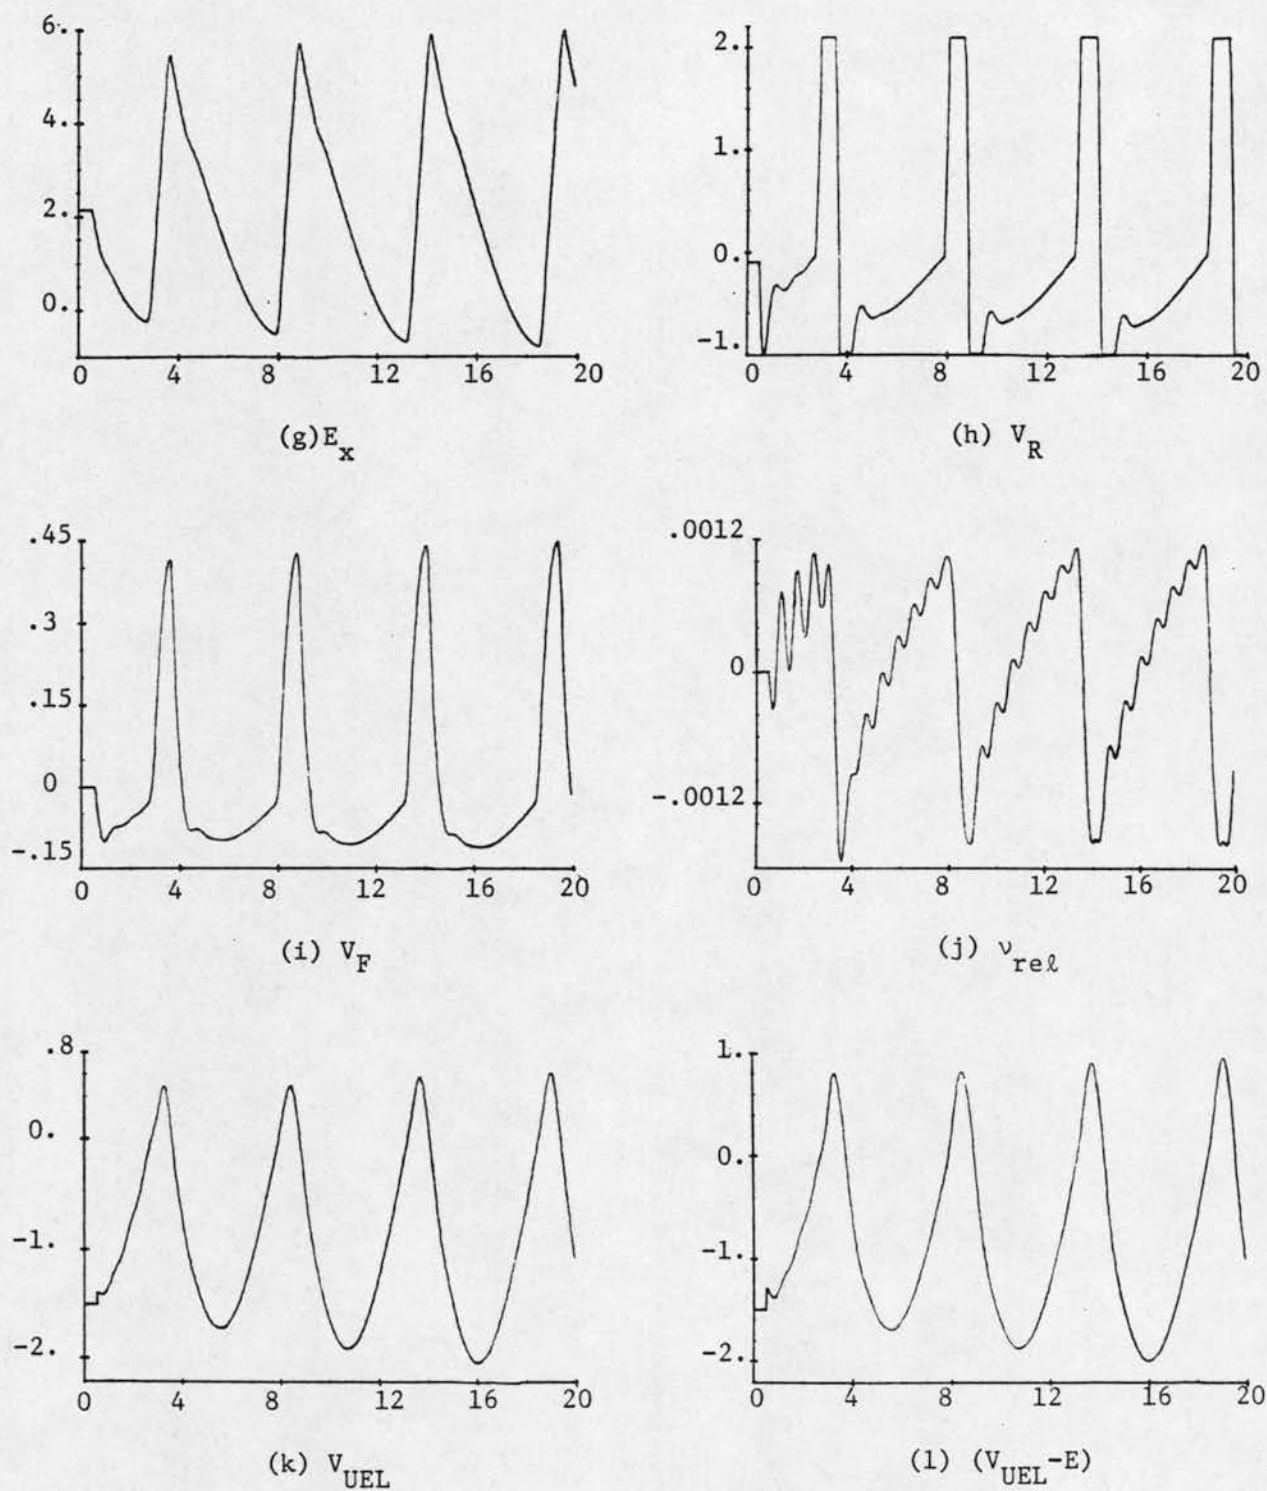 6.
4.
2.
0.
0 4 8 12 16 20
(g)E_x
2.
1.
0.
-1.
0 4 8 12 16 20
(h) V_R
.45
.3
.15
0
-.15
0 4 8 12 16 20
(i) V_F
.0012
0
-.0012
0 4 8 12 16 20
(j) ν_reℓ
.8
0.
-1.
-2.
0 4 8 12 16 20
(k) V_UEL
1.
0.
-1.
-2.
0 4 8 12 16 20
(l) (V_UEL-E)